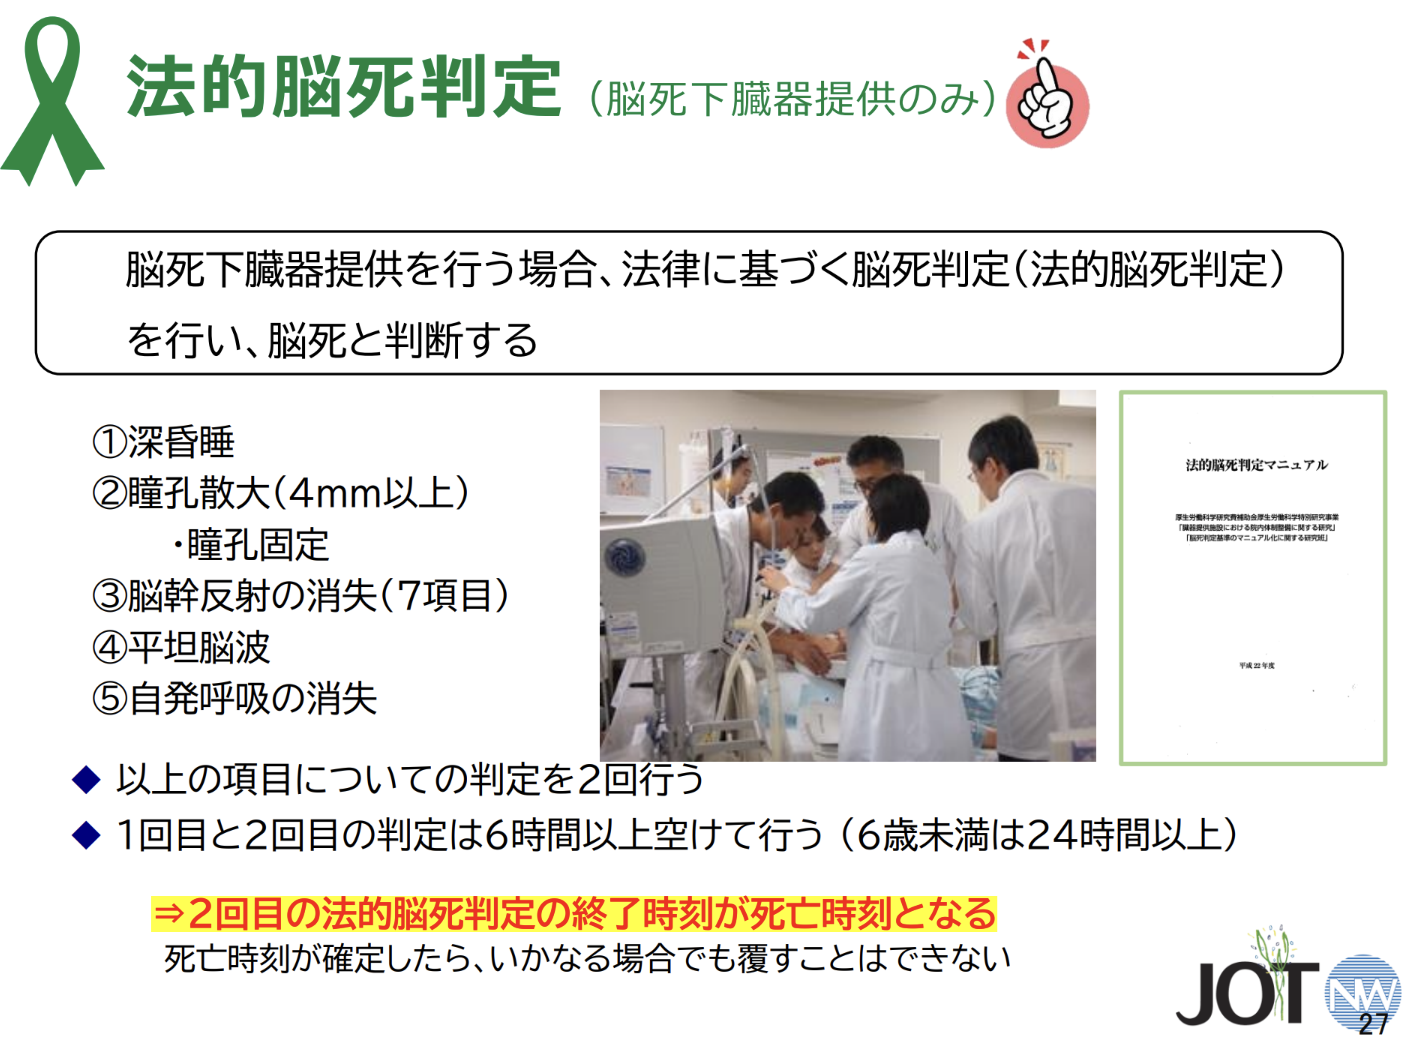 法的脳死判定（脳死下臓器提供のみ）
脳死下臓器提供を行う場合、法律に基づく脳死判定（法的脳死判定）
を行い、脳死と判断する
①深昏睡
②瞳孔散大（4mm以上）
・瞳孔固定
③脳幹反射の消失（7項目）
④平坦脳波
⑤自発呼吸の消失
法的脳死判定マニュアル
厚生労働科学研究費補助金厚生労働科学特別研究事業
「臓器提供施設における院内体制整備に関する研究」
「脳死判定基準のマニュアル化に関する研究班」
平成22年度
◆ 以上の項目についての判定を2回行う
◆ 1回目と2回目の判定は6時間以上空けて行う（6歳未満は24時間以上）
⇒2回目の法的脳死判定の終了時刻が死亡時刻となる
死亡時刻が確定したら、いかなる場合でも覆すことはできない
JOT NW
27